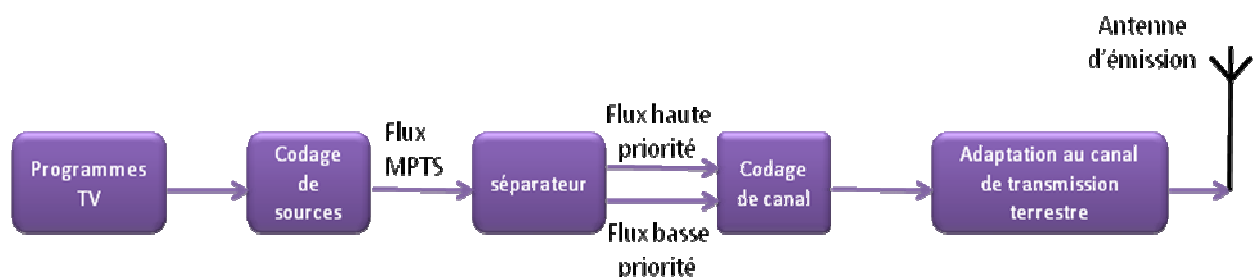 Antenne
d'émission
Programmes
TV
Codage
de
sources
Flux
MPTS
séparateur
Flux haute
priorité
Flux basse
priorité
Codage
de canal
Adaptation au canal
de transmission
terrestre